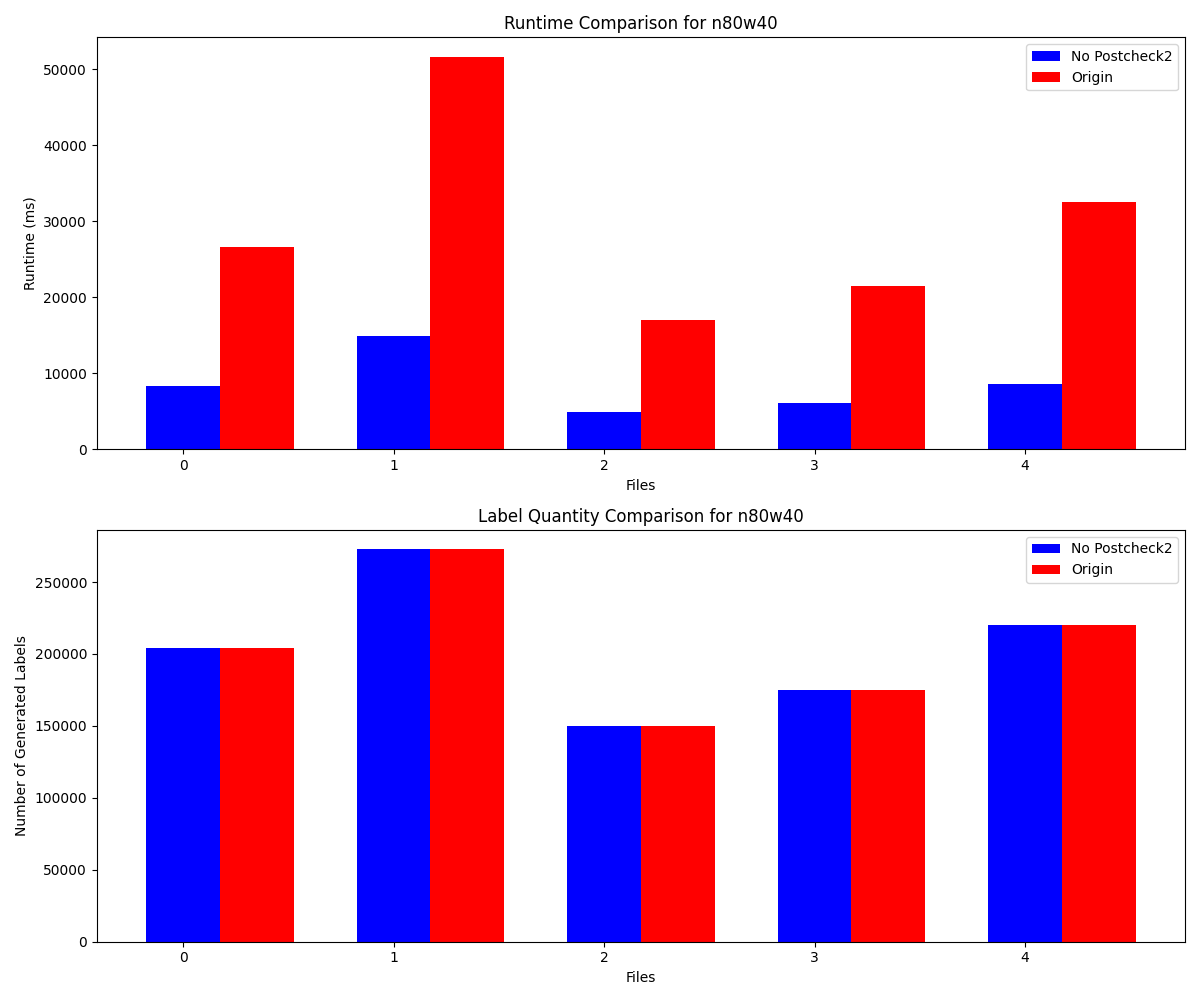 Runtime Comparison for n80w40
No Postcheck2
Origin
50000
40000
30000
20000
10000
0
Runtime (ms)
0 1 2 3 4
Files
Label Quantity Comparison for n80w40
No Postcheck2
Origin
250000
200000
150000
100000
50000
0
Number of Generated Labels
0 1 2 3 4
Files